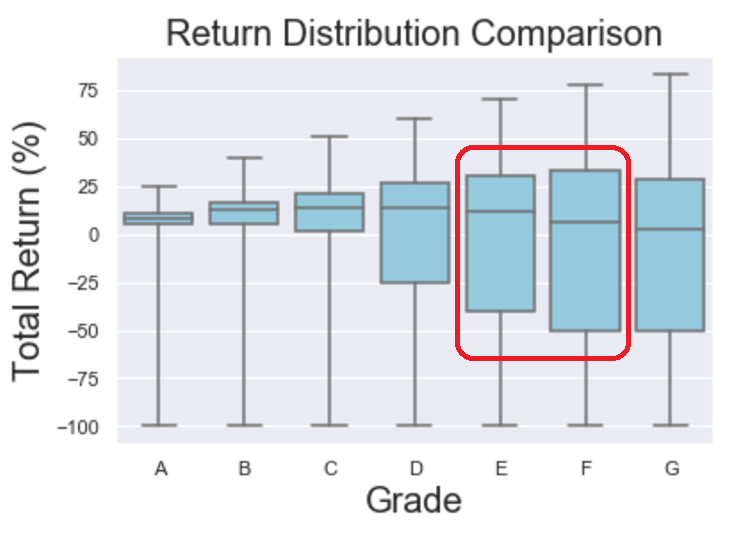 Return Distribution Comparison
Total Return (%)
75
50
25
0
−25
−50
−75
−100
A B C D E F G
Grade